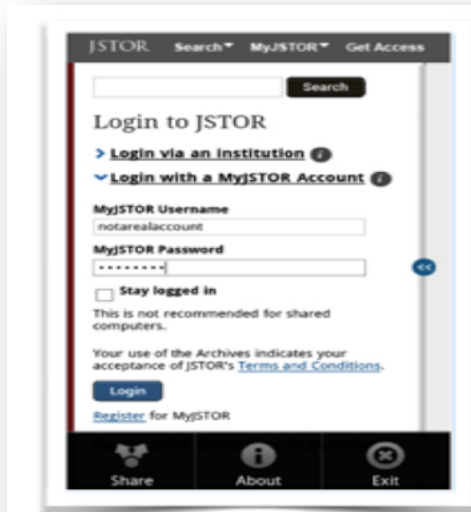 JSTOR Search MyJSTOR Get Access
Search
Login to JSTOR
Login via an Institution
Login with a MyJSTOR Account
MyJSTOR Username
notarealaccount
MyJSTOR Password
Stay logged in
This is not recommended for shared
computers.
Your use of the Archives indicates your
acceptance of JSTOR's Terms and Conditions.
Login
Register for MyJSTOR
Share About Exit